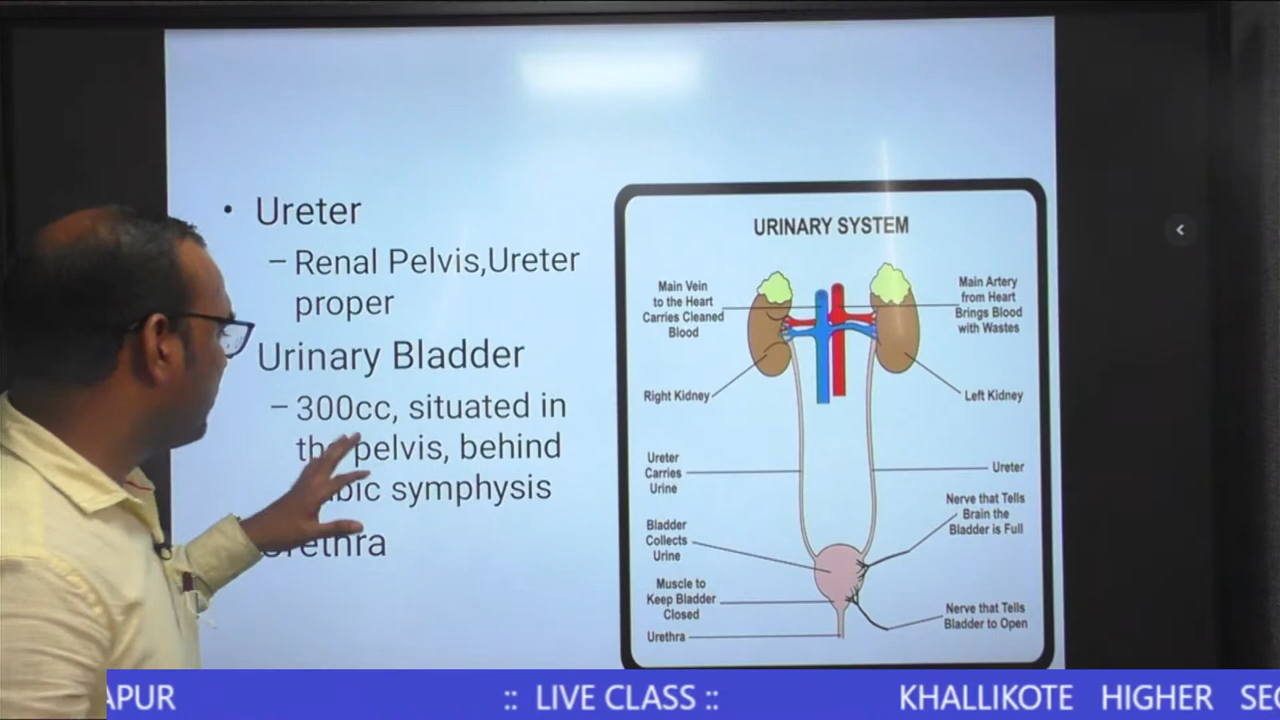 • Ureter
– Renal Pelvis,Ureter
proper
Urinary Bladder
– 300cc, situated in
the pelvis, behind
symphysis
Urethra
URINARY SYSTEM
Main Vein
to the Heart
Carries Cleaned
Blood
Main Artery
from Heart
Brings Blood
with Wastes
Right Kidney
Left Kidney
Ureter
Carries
Urine
Ureter
Nerve that Tells
Brain the
Bladder is Full
Bladder
Collects
Urine
Muscle to
Keep Bladder
Closed
Nerve that Tells
Bladder to Open
Urethra
APUR :: LIVE CLASS :: KHALLIKOTE HIGHER SEC